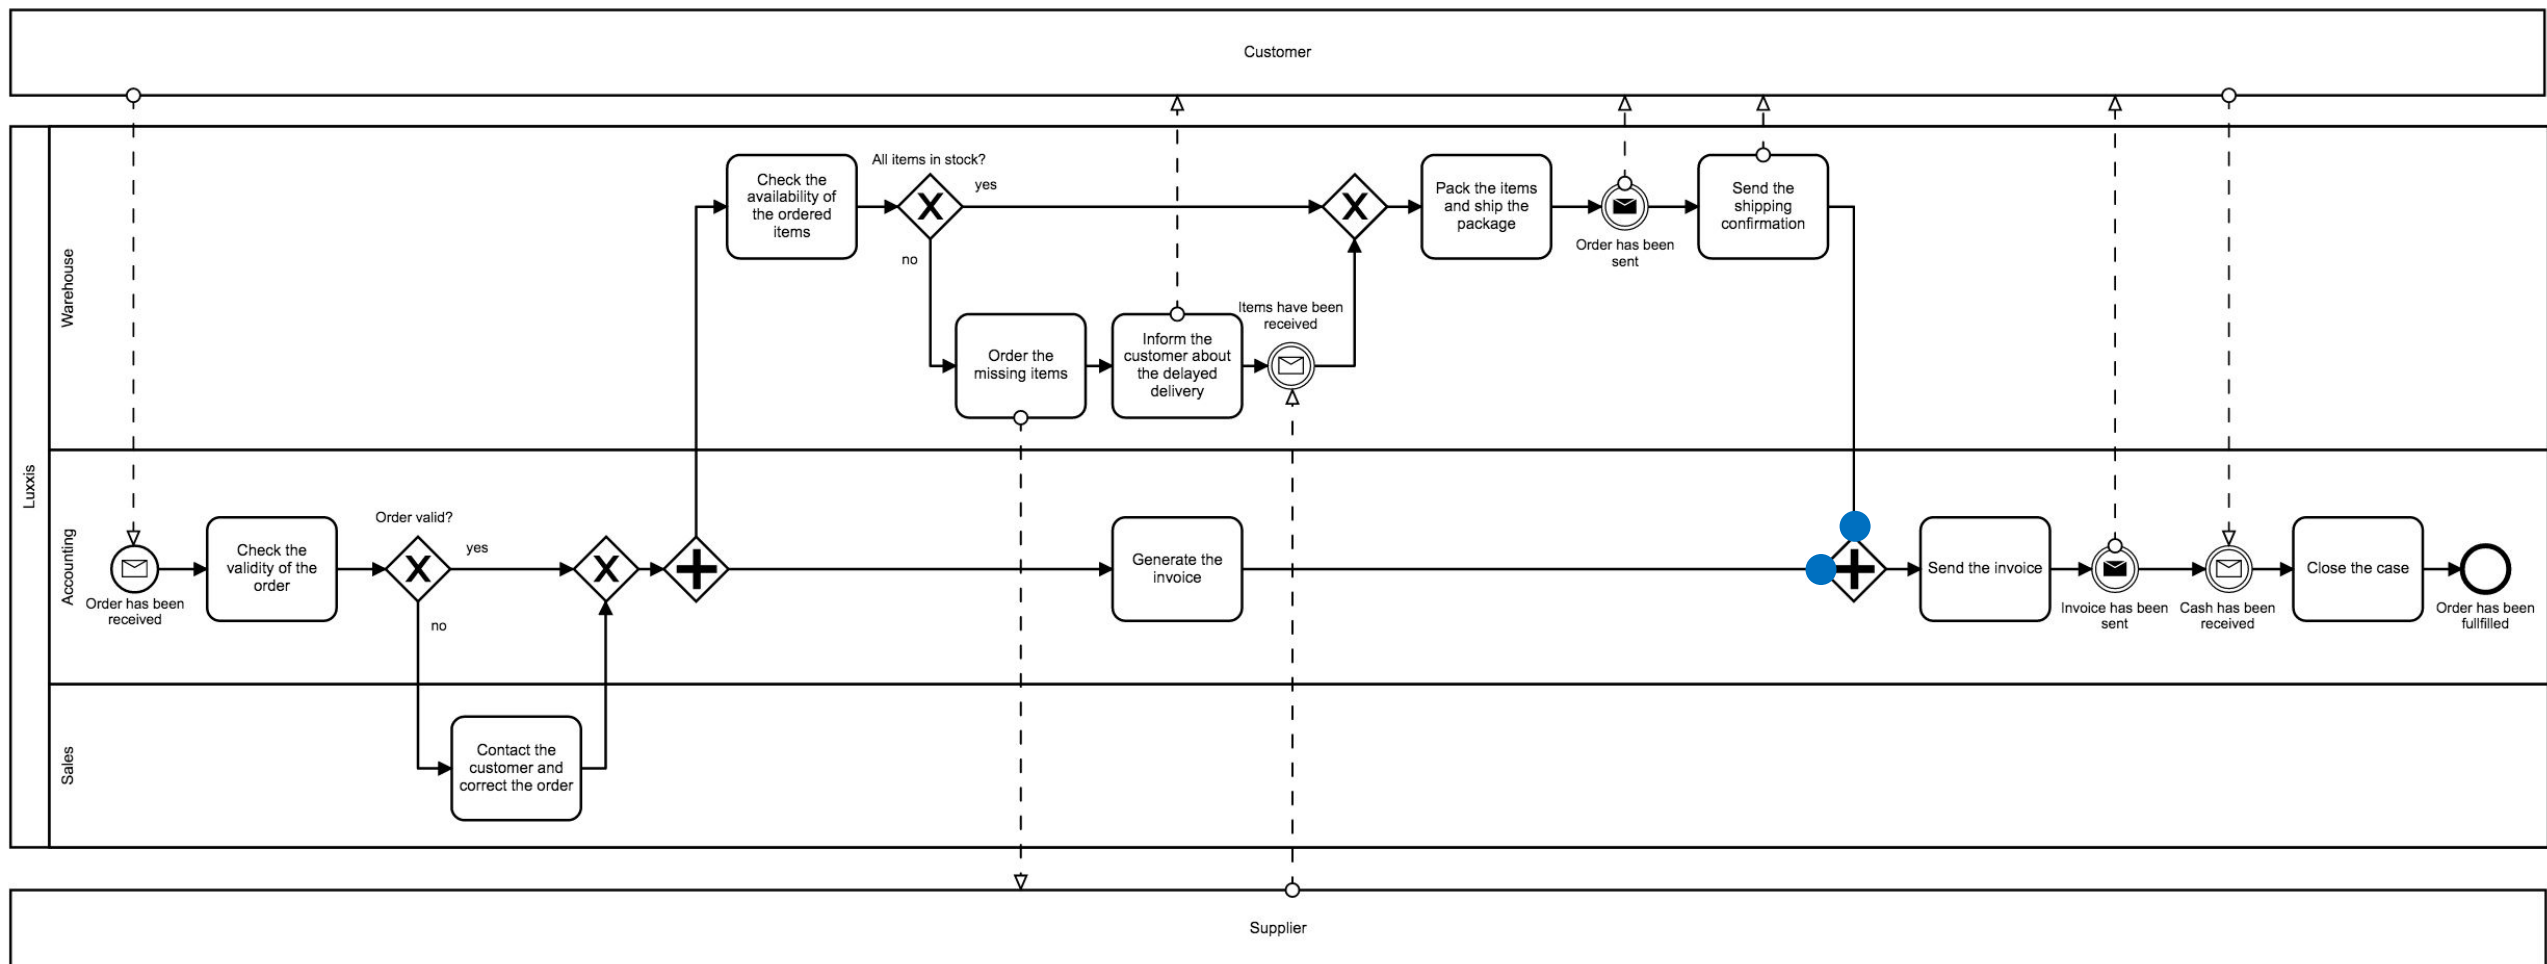 Customer
Luxxis
Warehouse
Check the
availability of
the ordered
items
All items in stock?
yes
no
Order the
missing items
Inform the
customer about
the delayed
delivery
Items have been
received
Pack the items
and ship the
package
Order has been
sent
Send the
shipping
confirmation
Accounting
Order has been
received
Check the
validity of the
order
Order valid?
yes
no
X
X
X
X
Generate the
invoice
Send the invoice
Invoice has been
sent
Cash has been
received
Close the case
Order has been
fullfilled
Sales
Contact the
customer and
correct the order
Supplier